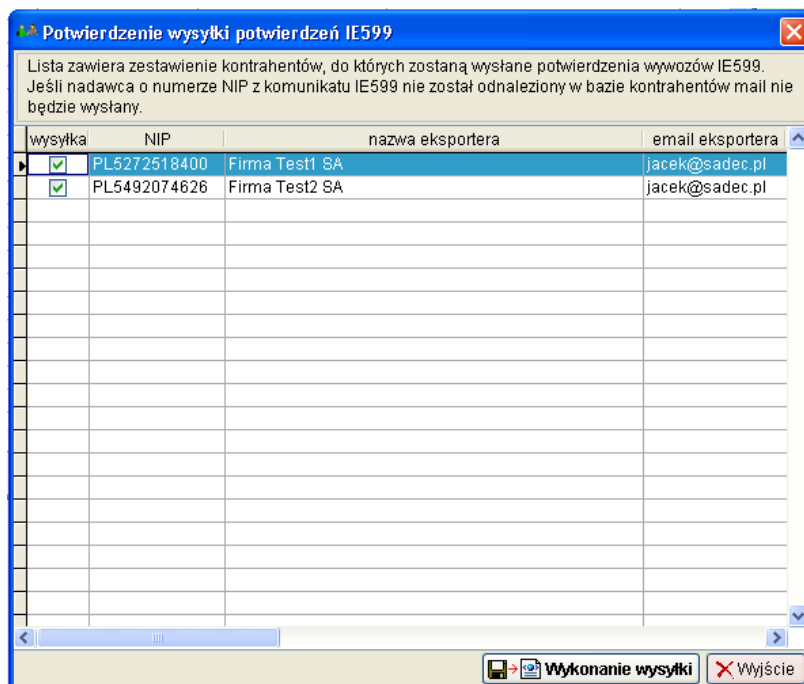 Potwierdzenie wysyłki potwierdzeń IE599
Lista zawiera zestawienie kontrahentów, do których zostaną wysłane potwierdzenia wywozów IE599.
Jeśli nadawca o numerze NIP z komunikatu IE599 nie został odnaleziony w bazie kontrahentów mail nie
będzie wysłany.
wysyłka NIP nazwa eksportera email eksportera
PL5272518400 Firma Test1 SA jacek@sadec.pl
PL5492074626 Firma Test2 SA jacek@sadec.pl
Wykonanie wysyłki Wyjście